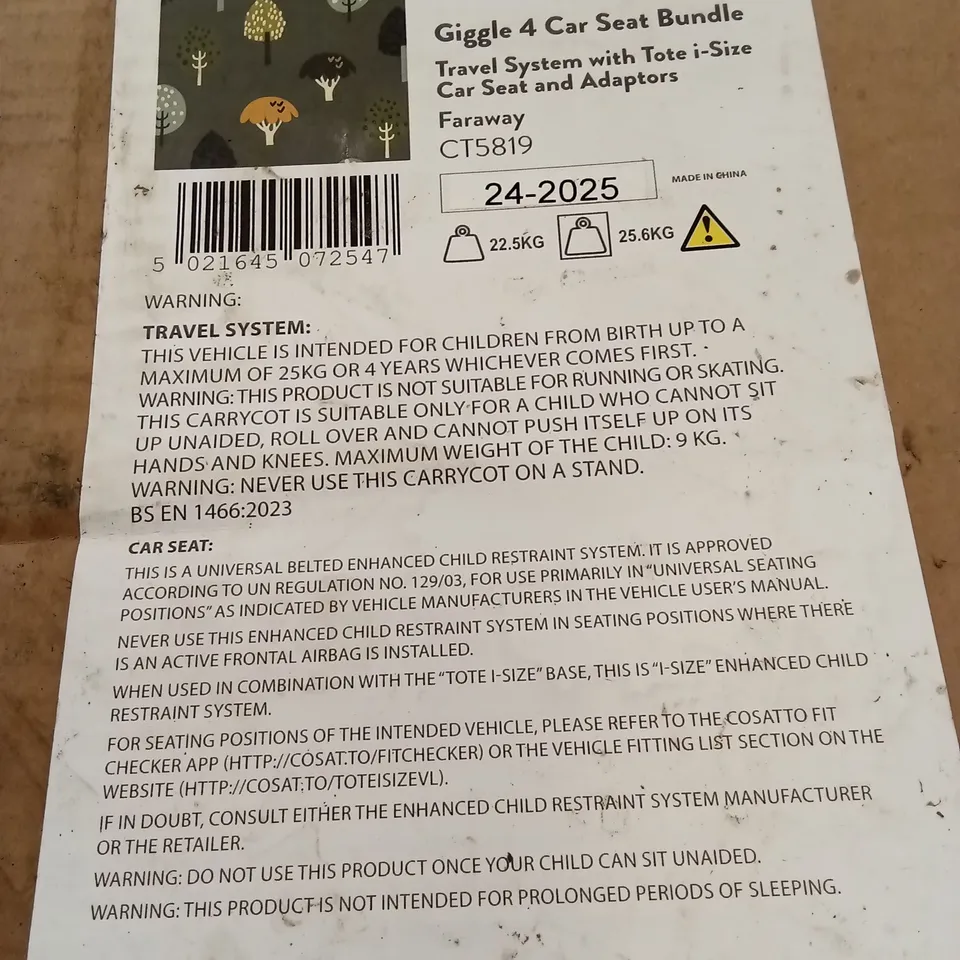 Giggle 4 Car Seat Bundle
Travel System with Tote i-Size
Car Seat and Adaptors
Faraway
CT5819
24-2025
MADE IN CHINA
22.5KG
25.6KG
5 021645 072547
WARNING:
TRAVEL SYSTEM:
THIS VEHICLE IS INTENDED FOR CHILDREN FROM BIRTH UP TO A
MAXIMUM OF 25KG OR 4 YEARS WHICHEVER COMES FIRST.
WARNING: THIS PRODUCT IS NOT SUITABLE FOR RUNNING OR SKATING.
THIS CARRYCOT IS SUITABLE ONLY FOR A CHILD WHO CANNOT SIT
UP UNAIDED, ROLL OVER AND CANNOT PUSH ITSELF UP ON ITS
HANDS AND KNEES. MAXIMUM WEIGHT OF THE CHILD: 9 KG.
WARNING: NEVER USE THIS CARRYCOT ON A STAND.
BS EN 1466:2023
CAR SEAT:
THIS IS A UNIVERSAL BELTED ENHANCED CHILD RESTRAINT SYSTEM. IT IS APPROVED
ACCORDING TO UN REGULATION NO. 129/03, FOR USE PRIMARILY IN "UNIVERSAL SEATING
POSITIONS" AS INDICATED BY VEHICLE MANUFACTURERS IN THE VEHICLE USER'S MANUAL.
NEVER USE THIS ENHANCED CHILD RESTRAINT SYSTEM IN SEATING POSITIONS WHERE THERE
IS AN ACTIVE FRONTAL AIRBAG IS INSTALLED.
WHEN USED IN COMBINATION WITH THE "TOTE I-SIZE" BASE, THIS IS "I-SIZE" ENHANCED CHILD
RESTRAINT SYSTEM.
FOR SEATING POSITIONS OF THE INTENDED VEHICLE, PLEASE REFER TO THE COSATTO FIT
CHECKER APP (HTTP://COSAT.TO/FITCHECKER) OR THE VEHICLE FITTING LIST SECTION ON THE
WEBSITE (HTTP://COSAT.TO/TOTEISIZEVL).
IF IN DOUBT, CONSULT EITHER THE ENHANCED CHILD RESTRAINT SYSTEM MANUFACTURER
OR THE RETAILER.
WARNING: DO NOT USE THIS PRODUCT ONCE YOUR CHILD CAN SIT UNAIDED.
WARNING: THIS PRODUCT IS NOT INTENDED FOR PROLONGED PERIODS OF SLEEPING.